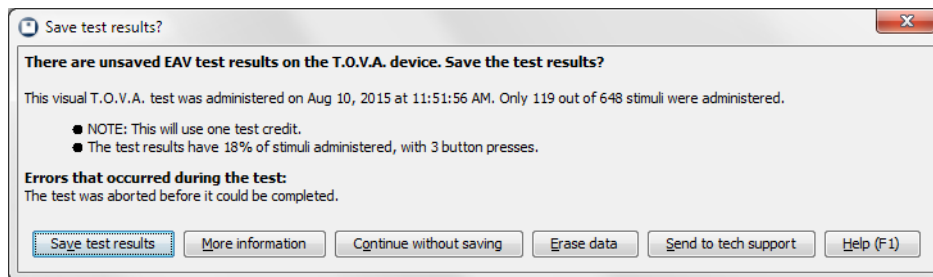 Save test results?
There are unsaved EAV test results on the T.O.V.A. device. Save the test results?
This visual T.O.V.A. test was administered on Aug 10, 2015 at 11:51:56 AM. Only 119 out of 648 stimuli were administered.
● NOTE: This will use one test credit.
● The test results have 18% of stimuli administered, with 3 button presses.
Errors that occurred during the test:
The test was aborted before it could be completed.
Save test results More information Continue without saving Erase data Send to tech support Help (F1)